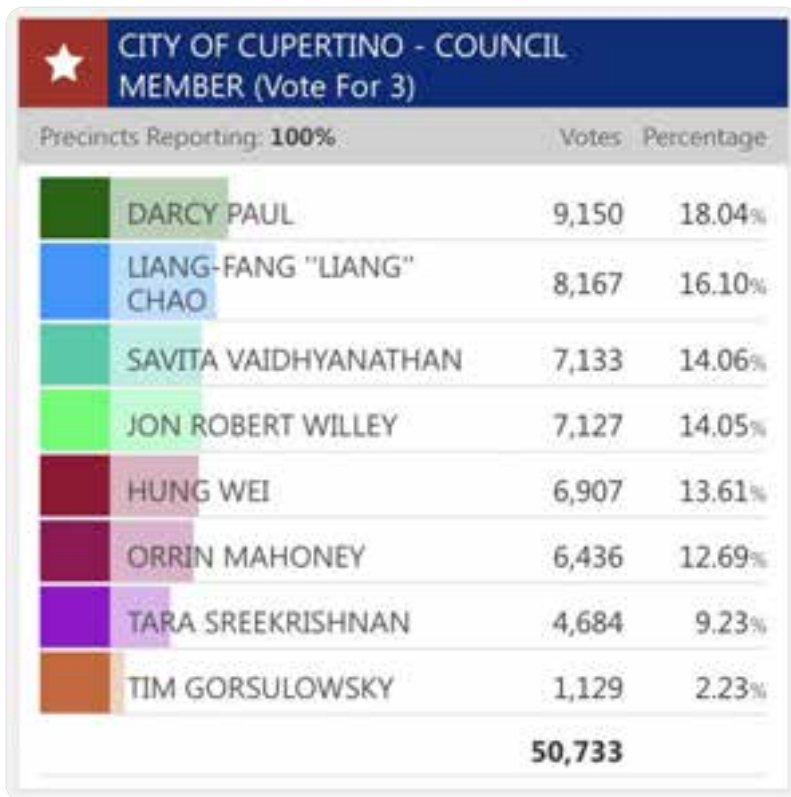 CITY OF CUPERTINO - COUNCIL
MEMBER (Vote For 3)
Precincts Reporting: 100% Votes Percentage
DARCY PAUL 9,150 18.04%
LIANG-FANG "LIANG"
CHAO 8,167 16.10%
SAVITA VAIDHYANATHAN 7,133 14.06%
JON ROBERT WILLEY 7,127 14.05%
HUNG WEI 6,907 13.61%
ORRIN MAHONEY 6,436 12.69%
TARA SREEKRISHNAN 4,684 9.23%
TIM GORSULOWSKY 1,129 2.23%
50,733